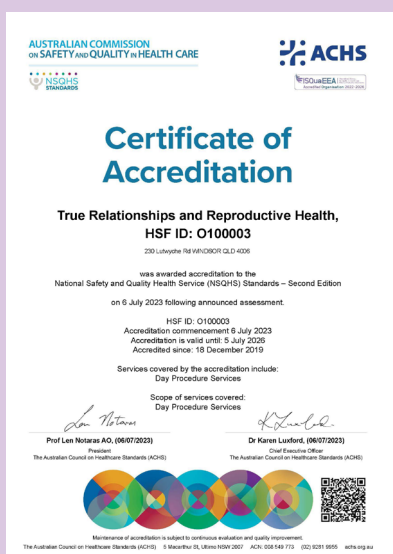 AUSTRALIAN COMMISSION
ON SAFETY AND QUALITY IN HEALTH CARE
ACHS
NSQHS
STANDARDS
ISQuaEEA
Accredited Organisation 2022-2026
Certificate of
Accreditation
True Relationships and Reproductive Health,
HSF ID: O100003
230 Lutwyche Rd WINDSOR QLD 4006
was awarded accreditation to the
National Safety and Quality Health Service (NSQHS) Standards – Second Edition
on 6 July 2023 following announced assessment.
HSF ID: O100003
Accreditation commencement 6 July 2023
Accreditation is valid until: 5 July 2026
Accredited since: 18 December 2019
Services covered by the accreditation include:
Day Procedure Services
Scope of services covered:
Day Procedure Services
Len Notaras
K Luxford
Prof Len Notaras AO, (06/07/2023)
Dr Karen Luxford, (06/07/2023)
President
Chief Executive Officer
The Australian Council on Healthcare Standards (ACHS)
The Australian Council on Healthcare Standards (ACHS)
Maintenance of accreditation is subject to continuous evaluation and quality improvement.
The Australian Council on Healthcare Standards (ACHS) 5 Macarthur St, Ultimo NSW 2007 ACN: 008 549 773 (02) 9281 9955 achs.org.au